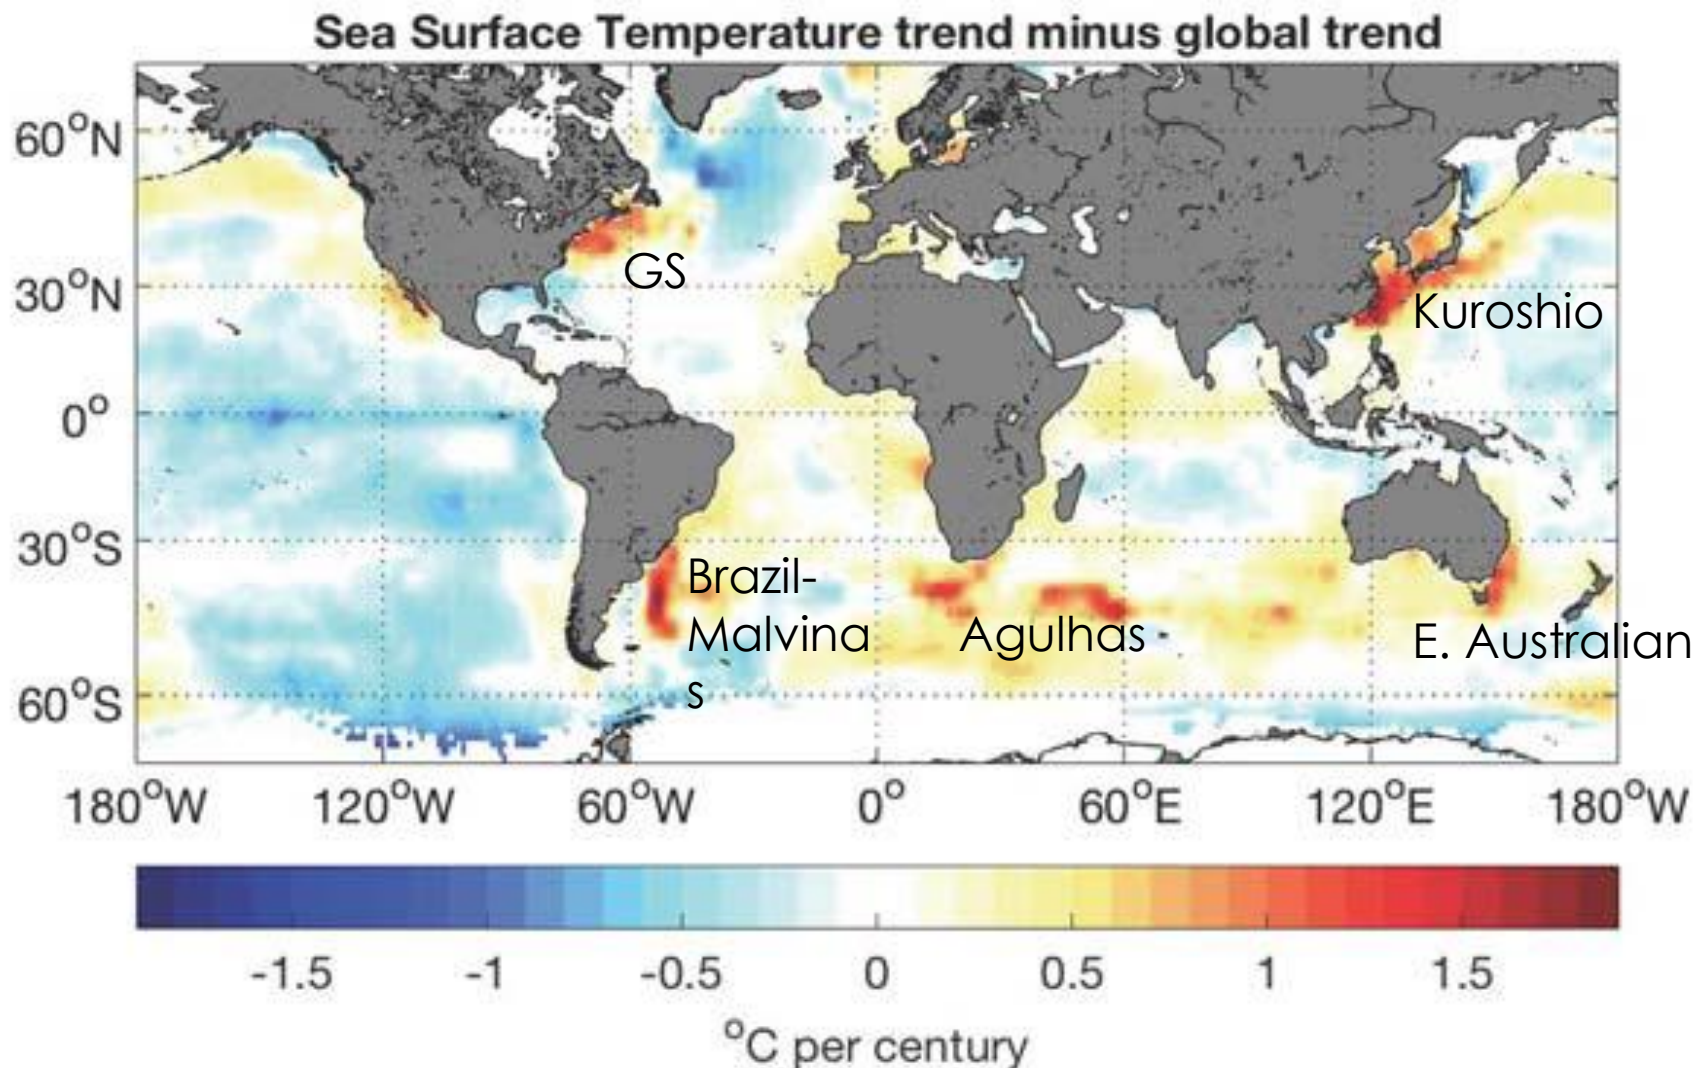 Sea Surface Temperature trend minus global trend
60°N
30°N
0°
30°S
60°S
GS
Kuroshio
Brazil-
Malvina
s
Agulhas
E. Australian
180°W 120°W 60°W 0° 60°E 120°E 180°W
-1.5 -1 -0.5 0 0.5 1 1.5
°C per century